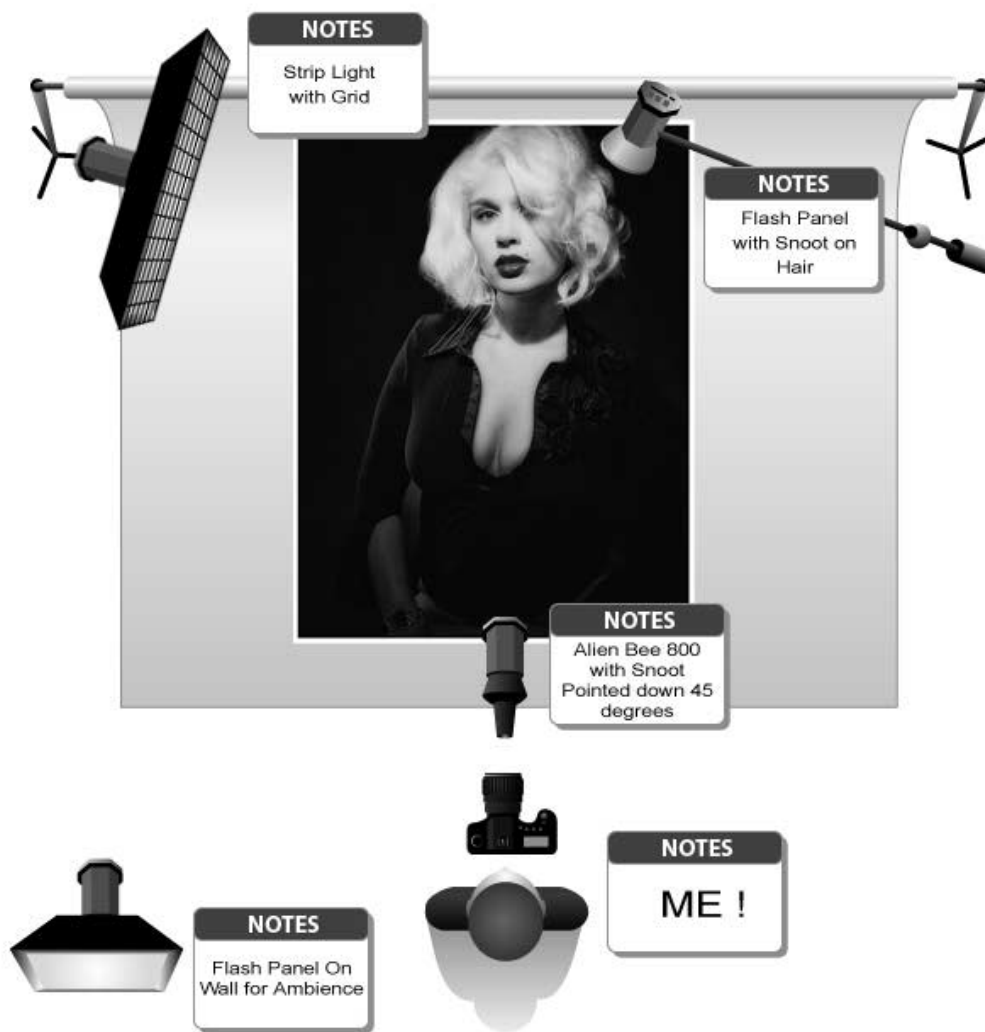 NOTES
Strip Light
with Grid
NOTES
Flash Panel
with Snoot on
Hair
NOTES
Alien Bee 800
with Snoot
Pointed down 45
degrees
NOTES
ME !
NOTES
Flash Panel On
Wall for Ambience